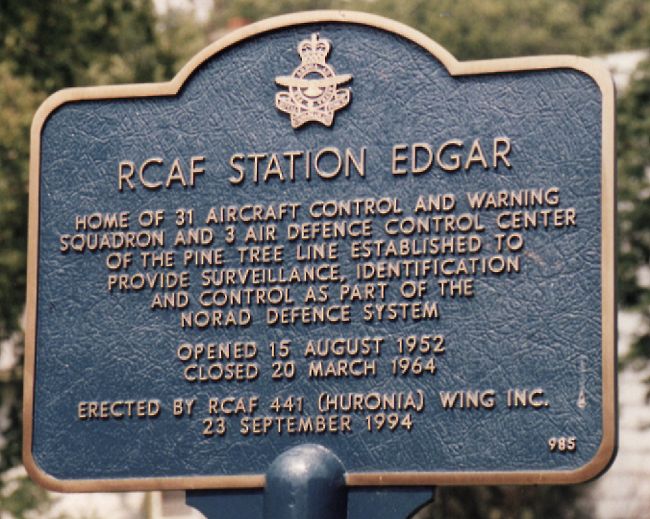 RCAF STATION EDGAR
HOME OF 31 AIRCRAFT CONTROL AND WARNING
SQUADRON AND 3 AIR DEFENCE CONTROL CENTER
OF THE PINE TREE LINE ESTABLISHED TO
PROVIDE SURVEILLANCE, IDENTIFICATION
AND CONTROL AS PART OF THE
NORAD DEFENCE SYSTEM
OPENED 15 AUGUST 1952
CLOSED 20 MARCH 1964
ERECTED BY RCAF 441 (HURONIA) WING INC.
23 SEPTEMBER 1994
985